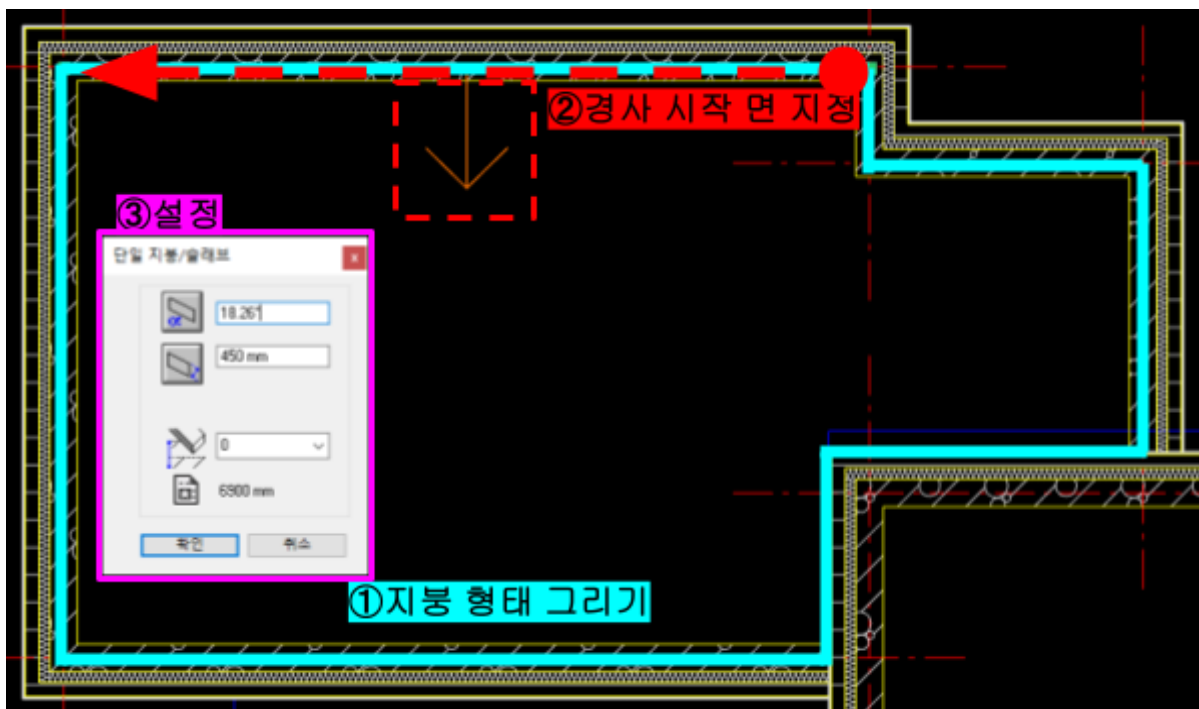 ②경사 시작 면 지정
③설정
단일 지붕/슬래브
x
18.26°
450 mm
0
6900 mm
확인
취소
①지붕 형태 그리기